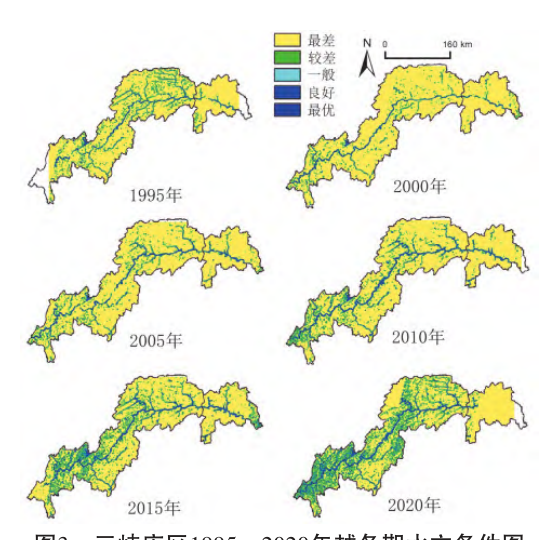 最差
较差
一般
良好
最优
N
0 160 km
1995年
2000年
2005年
2010年
2015年
2020年